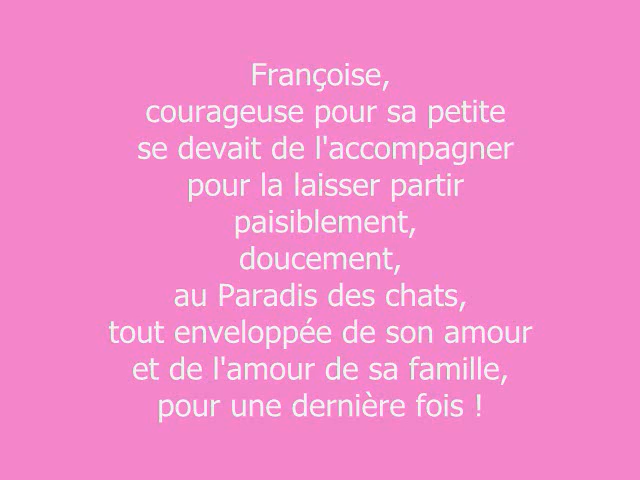 Françoise,
courageuse pour sa petite
se devait de l'accompagner
pour la laisser partir
paisiblement,
doucement,
au Paradis des chats,
tout enveloppée de son amour
et de l'amour de sa famille,
pour une dernière fois !